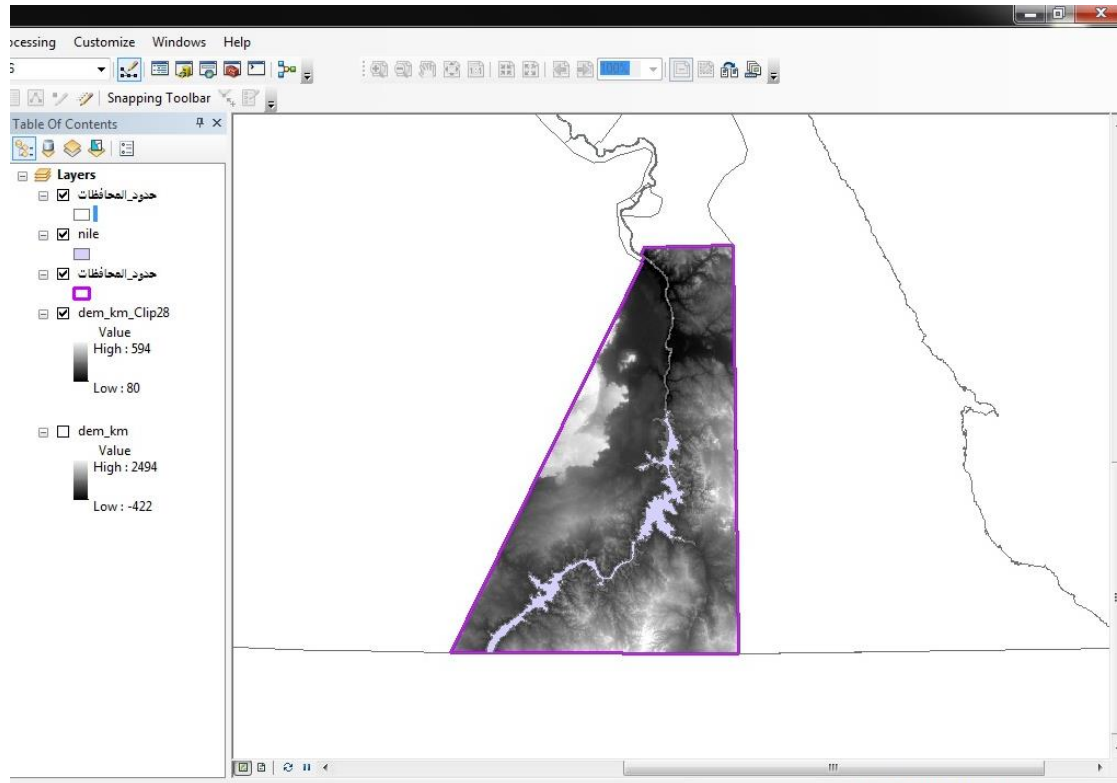 ocessing Customize Windows Help
100%
Snapping Toolbar
Table Of Contents
Layers
حدود_المحافظات
nile
حدود_المحافظات
dem_km_Clip28
Value
High : 594
Low : 80
dem_km
Value
High : 2494
Low : -422